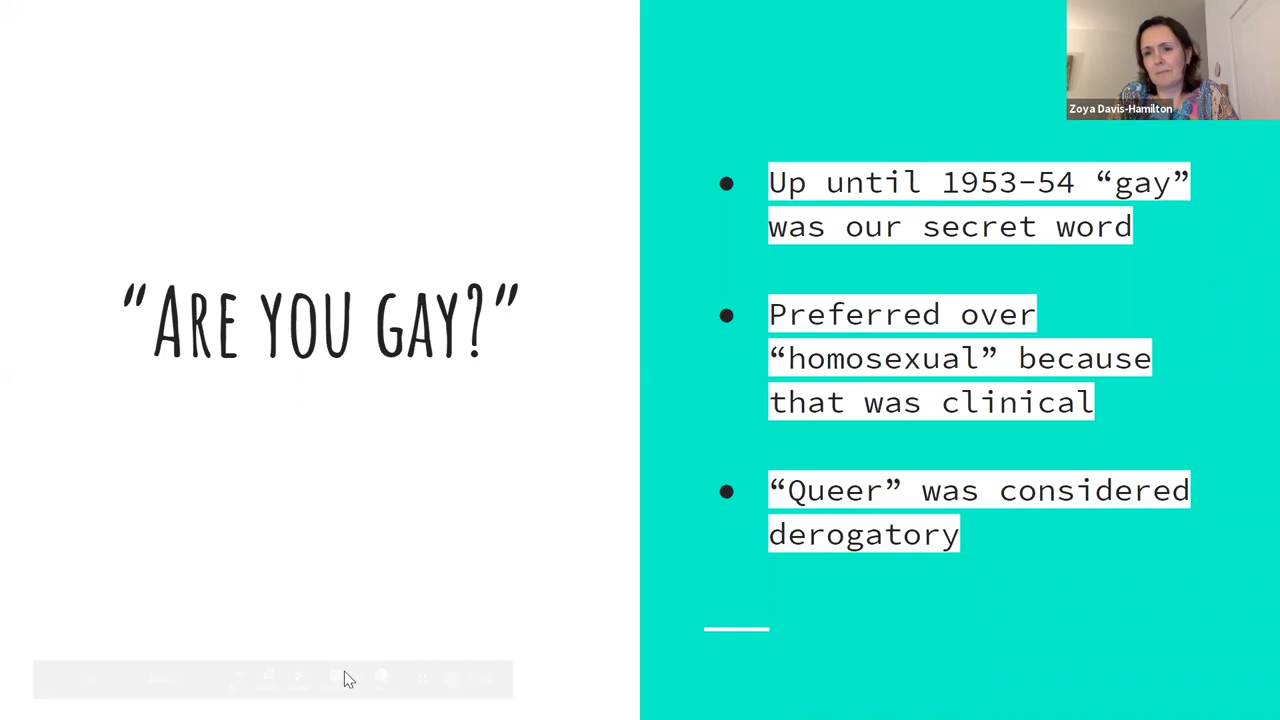 Zoya Davis-Hamilton
“Are you gay?”
● Up until 1953–54 “gay”
was our secret word
● Preferred over
“homosexual” because
that was clinical
● “Queer” was considered
derogatory